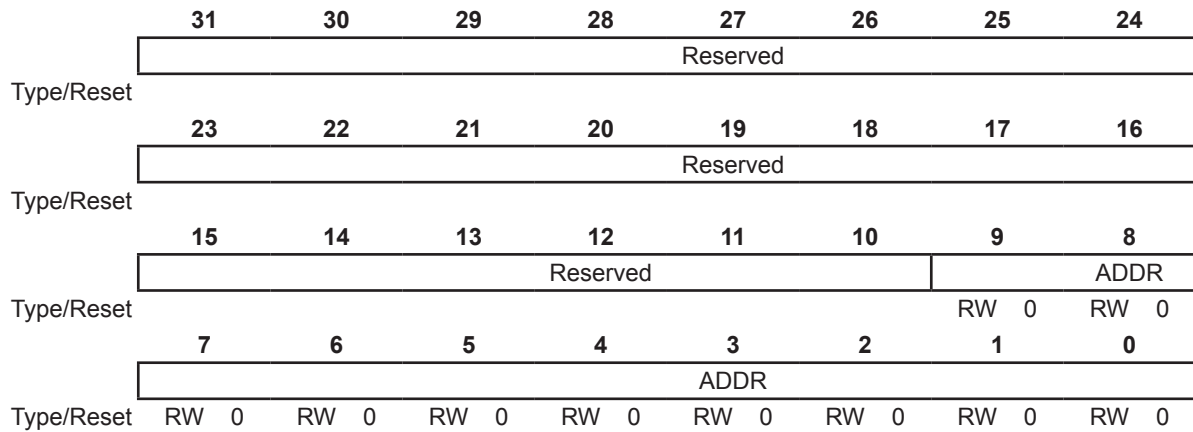 31 30 29 28 27 26 25 24
Reserved
Type/Reset
23 22 21 20 19 18 17 16
Reserved
Type/Reset
15 14 13 12 11 10 9 8
Reserved ADDR
Type/Reset RW 0 RW 0
7 6 5 4 3 2 1 0
ADDR
Type/Reset RW 0 RW 0 RW 0 RW 0 RW 0 RW 0 RW 0 RW 0